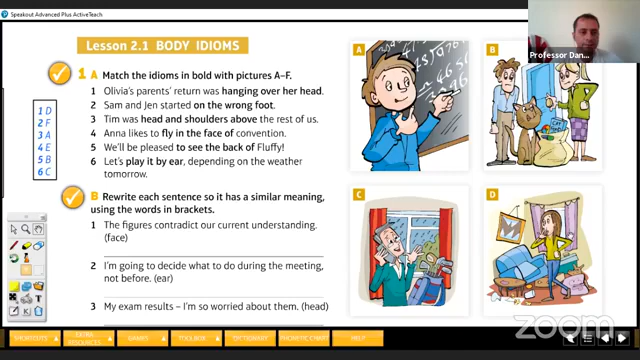 Speakout Advanced Plus ActiveTeach
Professor Dan...
Lesson 2.1 BODY IDIOMS
1 A Match the idioms in bold with pictures A–F.
1 Olivia's parents' return was hanging over her head.
2 Sam and Jen started on the wrong foot.
3 Tim was head and shoulders above the rest of us.
4 Anna likes to fly in the face of convention.
5 We'll be pleased to see the back of Fluffy!
6 Let's play it by ear, depending on the weather
tomorrow.
1 D
2 F
3 A
4 E
5 B
6 C
B Rewrite each sentence so it has a similar meaning,
using the words in brackets.
1 The figures contradict our current understanding.
(face)
2 I'm going to decide what to do during the meeting,
not before. (ear)
3 My exam results – I'm so worried about them. (head)
A
B
C
D
SHORTCUTS
EXTRA RESOURCES
GAMES
TOOLBOX
DICTIONARY
PHONETIC CHART
HELP
zoom